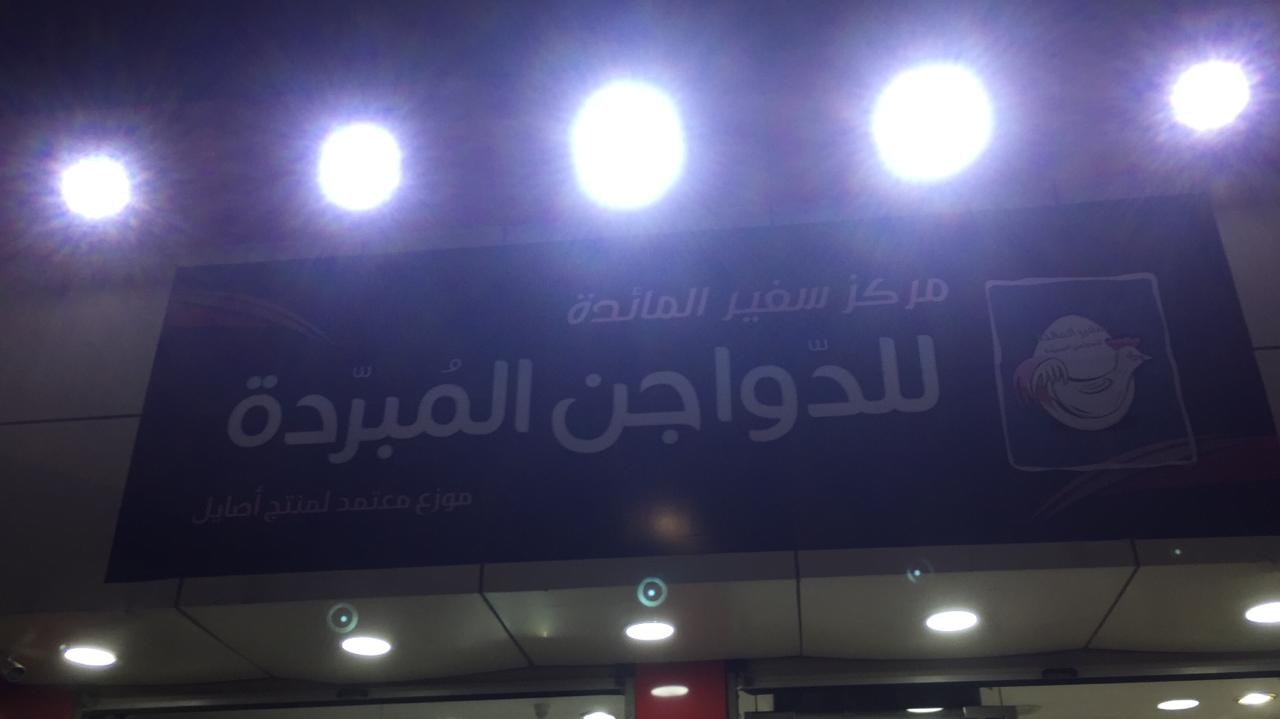 مركز سفير المائدة
للدّواجن المُبرّدة
موزع معتمد لمنتج أصايل